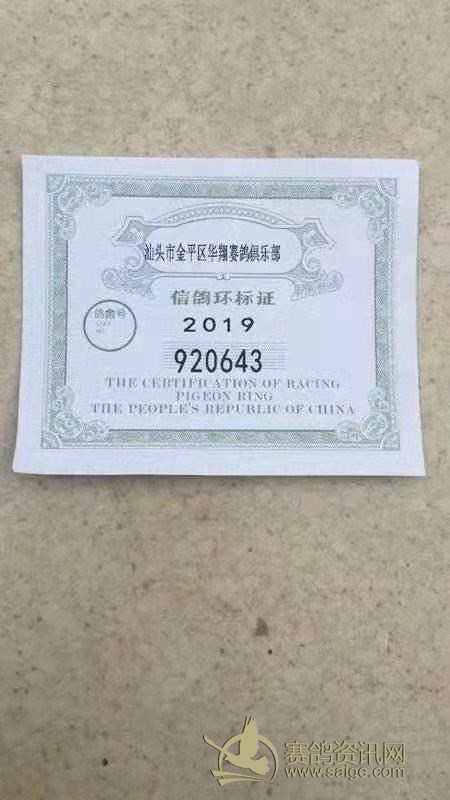 汕头市金平区华翔赛鸽俱乐部
信鸽环标证
鸽舍号
2019
920643
THE CERTIFICATION OF RACING
PIGEON RING
THE PEOPLE'S REPUBLIC OF CHINA
赛鸽资讯网
www.saigc.com